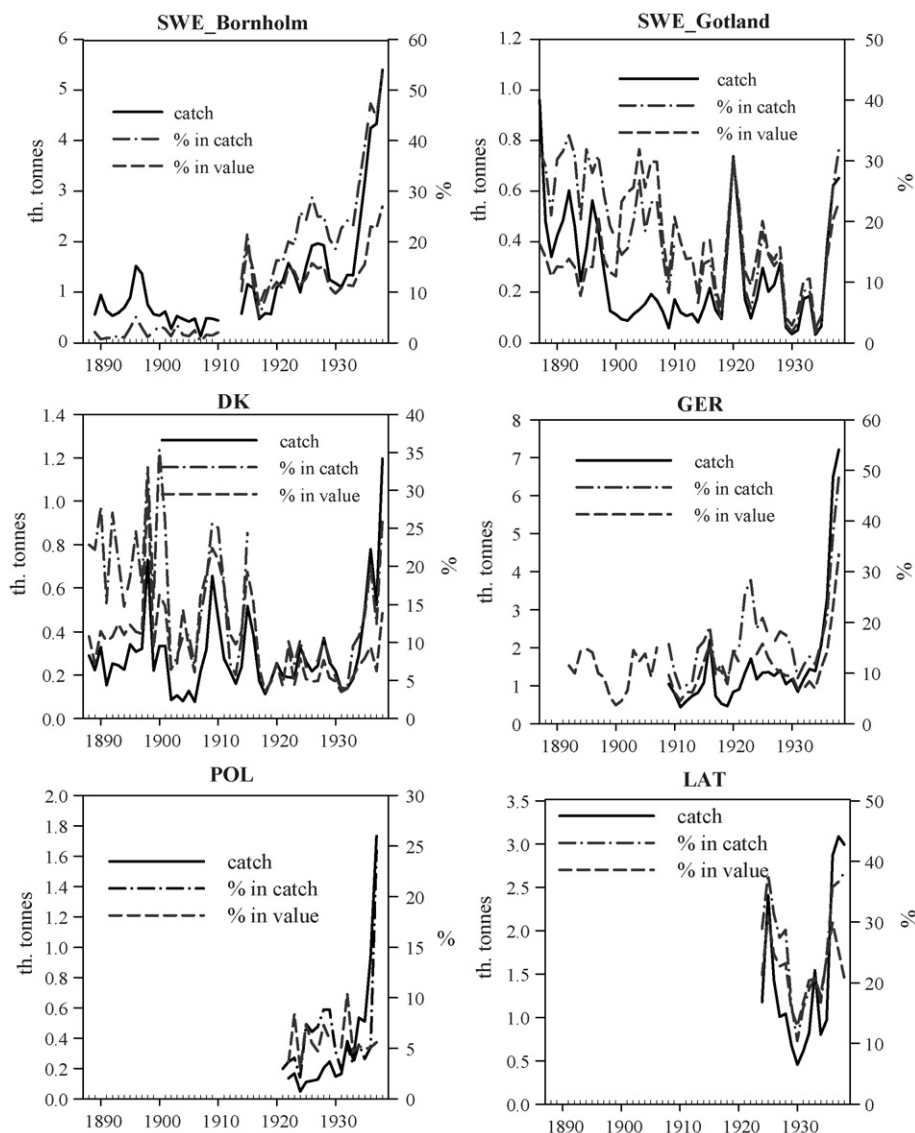 SWE_Bornholm
6
5
4
3
2
1
0
60
50
40
30
20
10
0
th. tonnes
%
catch
% in catch
% in value
1890 1900 1910 1920 1930
SWE_Gotland
1.2
1.0
0.8
0.6
0.4
0.2
0.0
50
40
30
20
10
0
th. tonnes
%
catch
% in catch
% in value
1890 1900 1910 1920 1930
DK
1.4
1.2
1.0
0.8
0.6
0.4
0.2
0.0
40
35
30
25
20
15
10
5
0
th. tonnes
%
catch
% in catch
% in value
1890 1900 1910 1920 1930
GER
8
7
6
5
4
3
2
1
0
60
50
40
30
20
10
0
th. tonnes
%
catch
% in catch
% in value
1890 1900 1910 1920 1930
POL
2.0
1.8
1.6
1.4
1.2
1.0
0.8
0.6
0.4
0.2
0.0
30
25
20
15
10
5
0
th. tonnes
%
catch
% in catch
% in value
1890 1900 1910 1920 1930
LAT
3.5
3.0
2.5
2.0
1.5
1.0
0.5
0.0
50
40
30
20
10
0
th. tonnes
%
catch
% in catch
% in value
1890 1900 1910 1920 1930